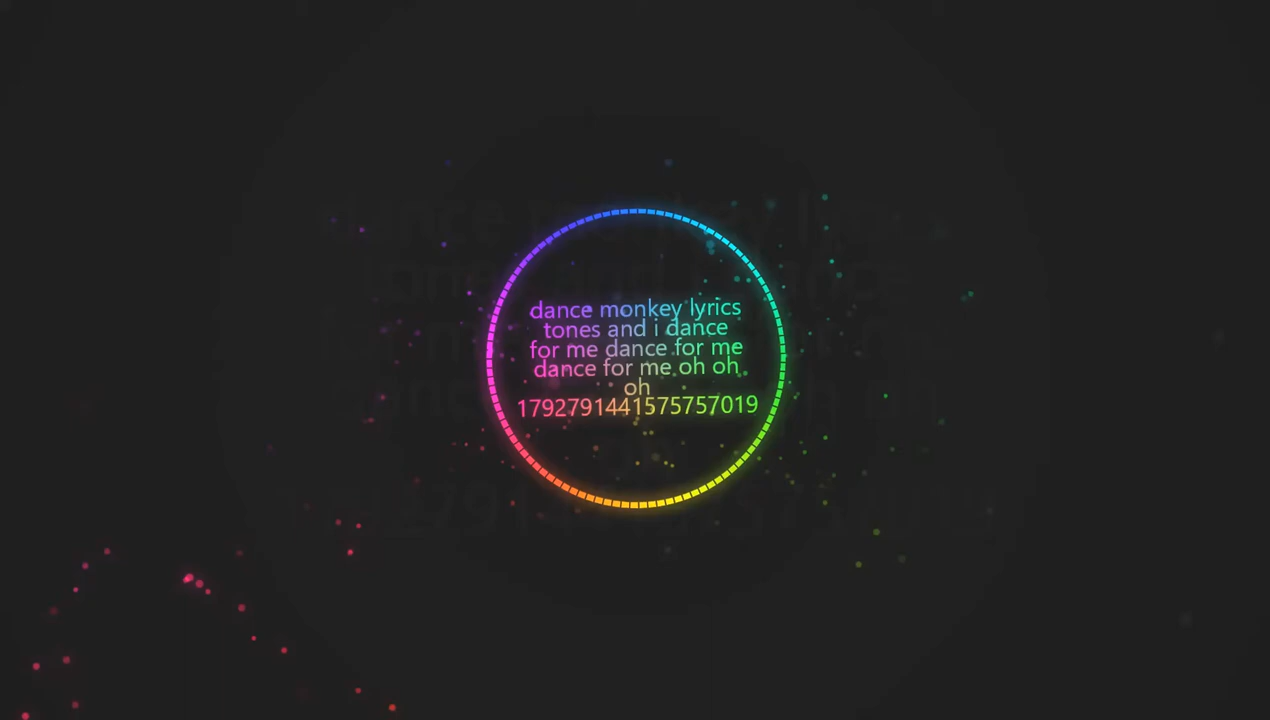 dance monkey lyrics
tones and i dance
for me dance for me
dance for me oh oh
oh
1792791441575757019